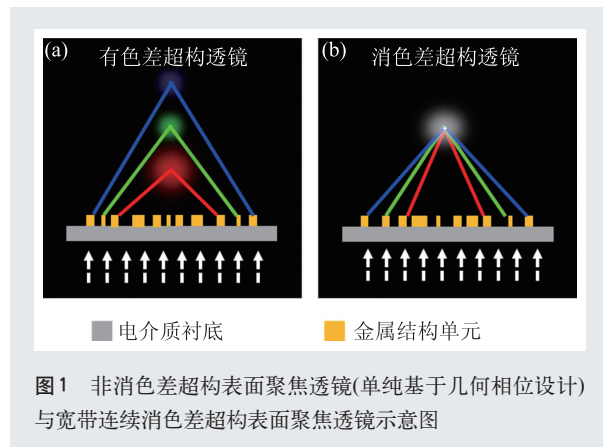 (a)
有色差超构透镜
(b)
消色差超构透镜
电介质衬底
金属结构单元
图1 非消色差超构表面聚焦透镜(单纯基于几何相位设计)
与宽带连续消色差超构表面聚焦透镜示意图